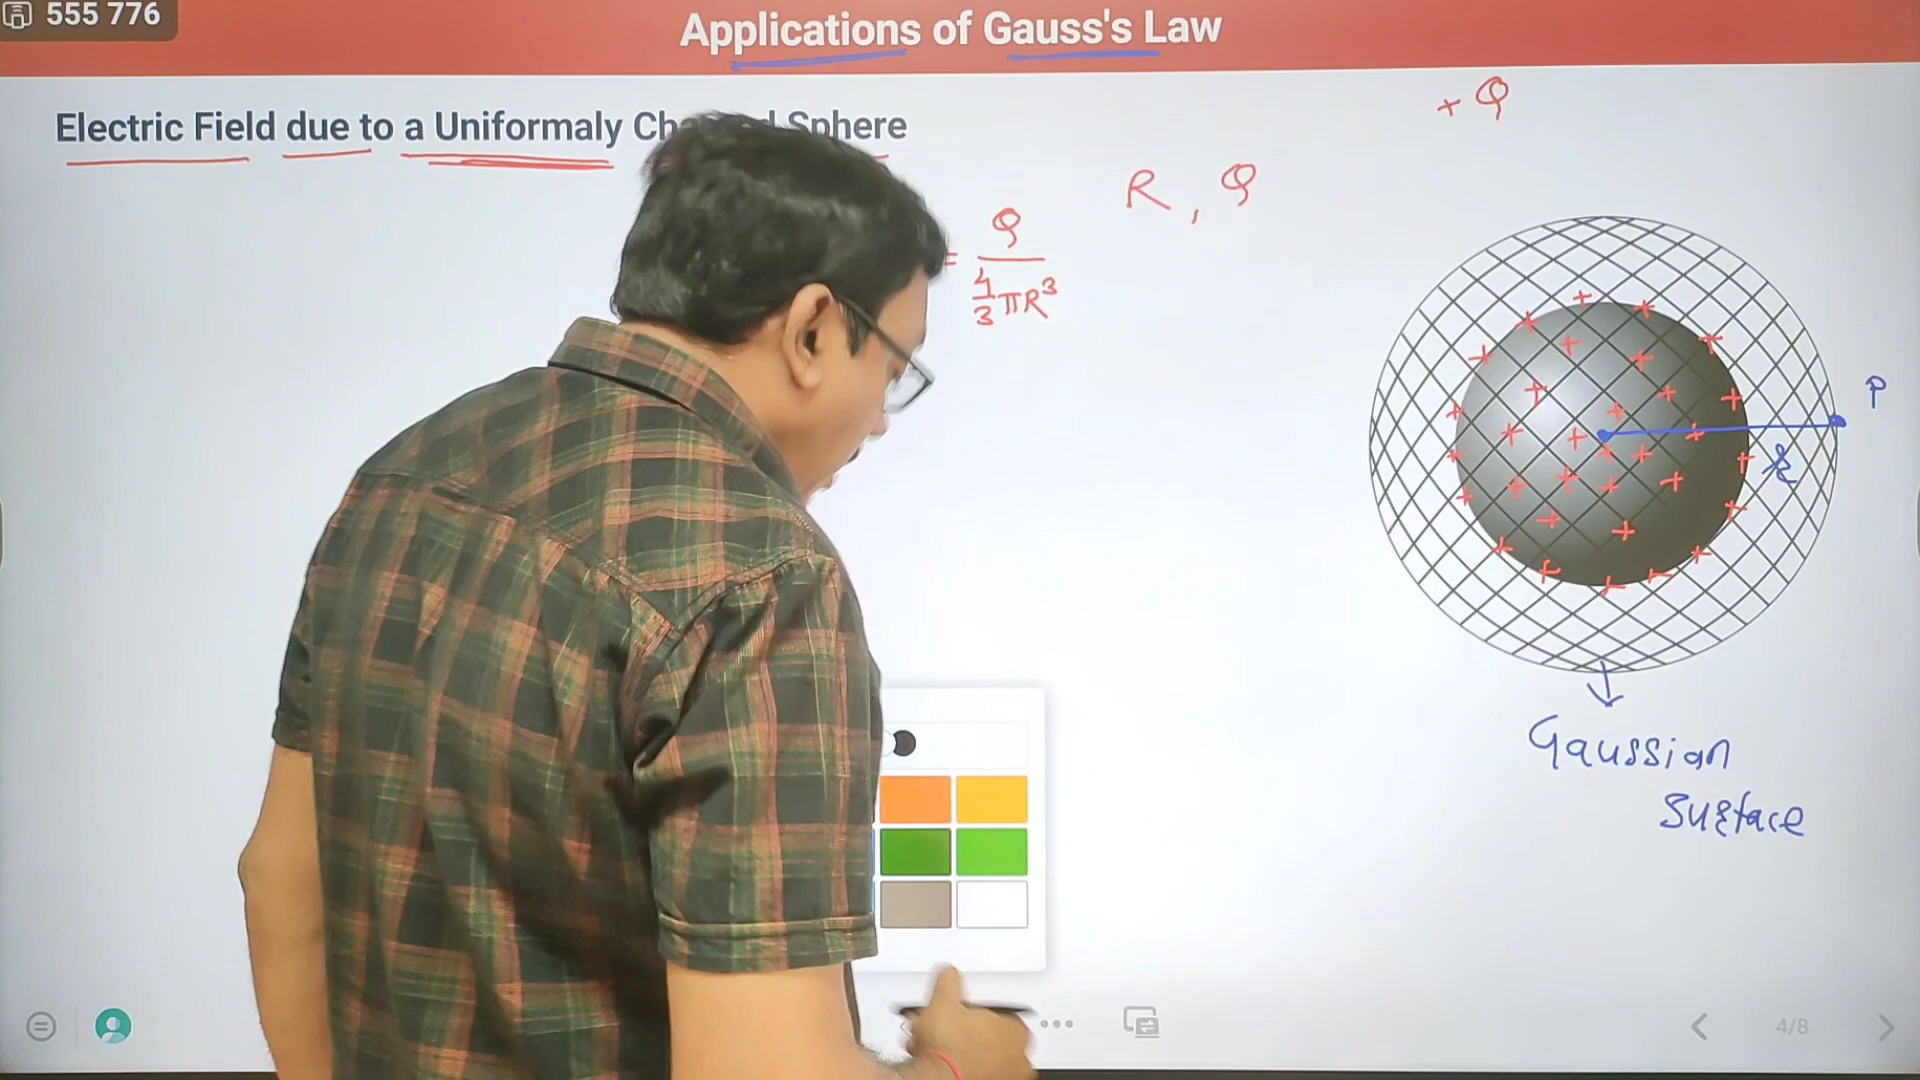 555 776
Applications of Gauss's Law
Electric Field due to a Uniformaly Sphere
+ Q
R, Q
= Q
4/3 πR³
P
r
Gaussian
Surface
4/8